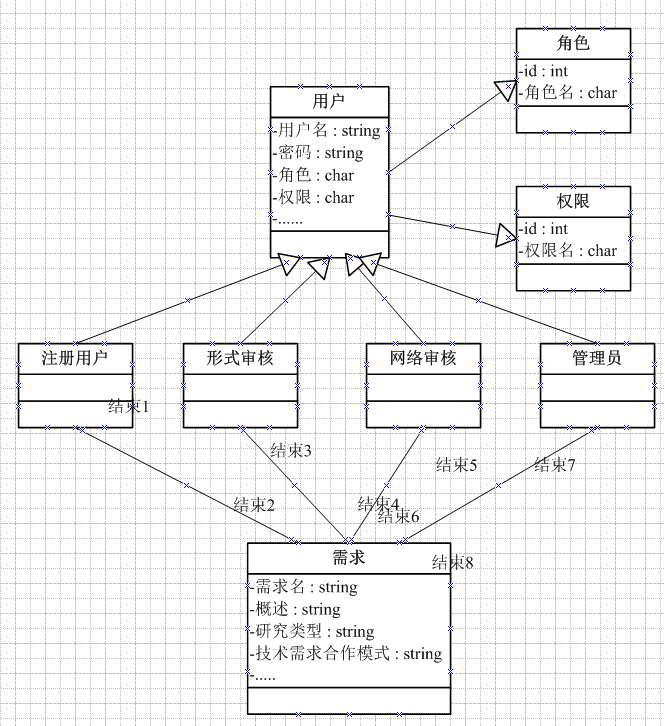 角色
-id : int
-角色名 : char
用户
-用户名 : string
-密码 : string
-角色 : char
-权限 : char
-......
权限
-id : int
-权限名 : char
注册用户
形式审核
网络审核
管理员
结束1
结束3
结束5
结束7
结束2
结束4
结束6
需求
结束8
-需求名 : string
-概述 : string
-研究类型 : string
-技术需求合作模式 : string
-.....